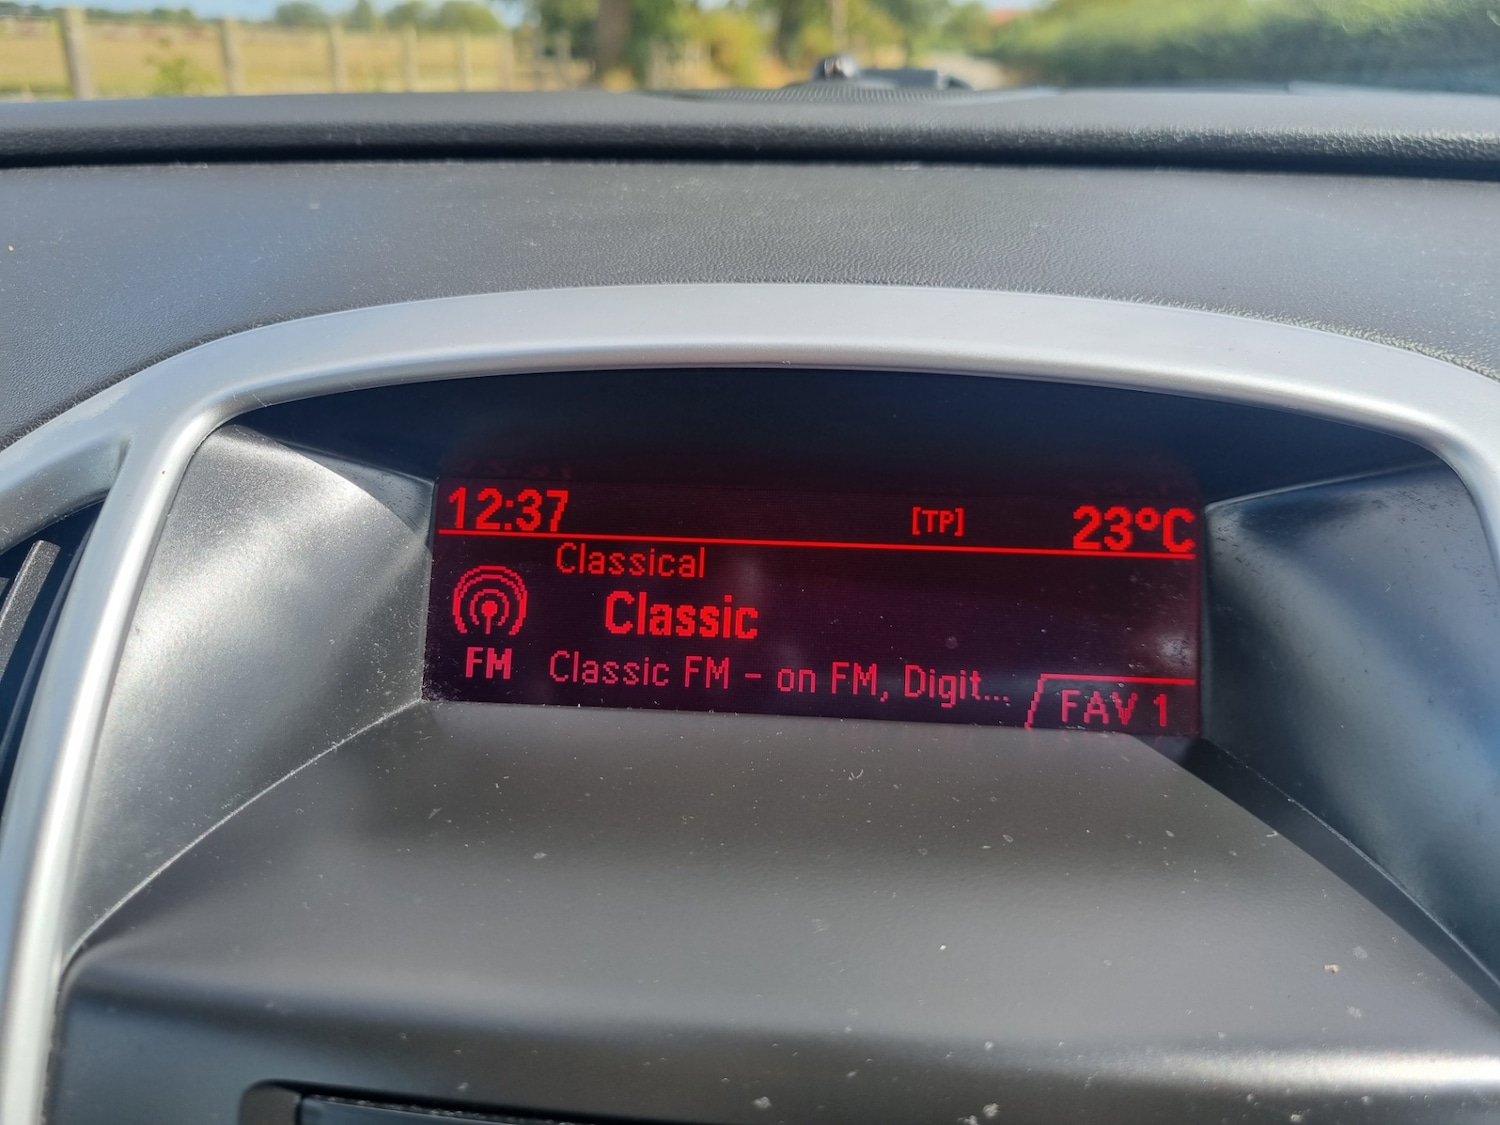 12:37 [TP] 23°C
Classical
Classic
FM Classic FM - on FM, Digit...
FAV 1